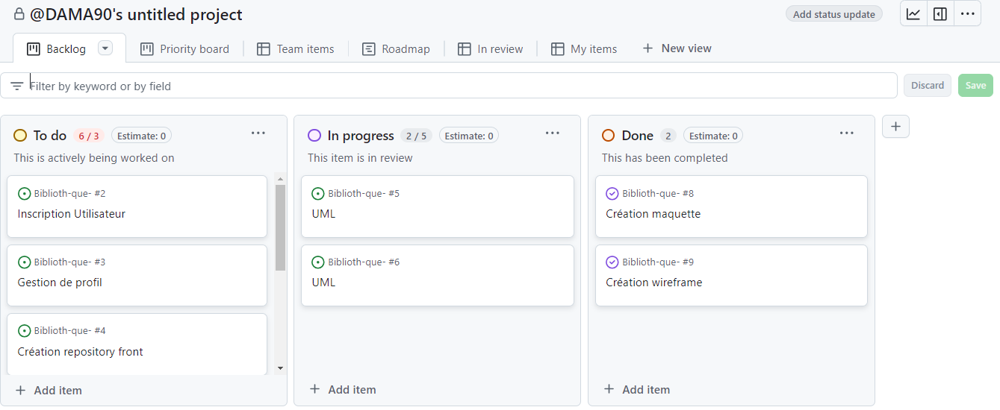 @DAMA90's untitled project
Add status update
Backlog
Priority board
Team items
Roadmap
In review
My items
New view
Filter by keyword or by field
Discard
Save
To do 6 / 3 Estimate: 0
This is actively being worked on
Biblioth-que- #2
Inscription Utilisateur
Biblioth-que- #3
Gestion de profil
Biblioth-que- #4
Création repository front
Add item
In progress 2 / 5 Estimate: 0
This item is in review
Biblioth-que- #5
UML
Biblioth-que- #6
UML
Add item
Done 2 Estimate: 0
This has been completed
Biblioth-que- #8
Création maquette
Biblioth-que- #9
Création wireframe
Add item